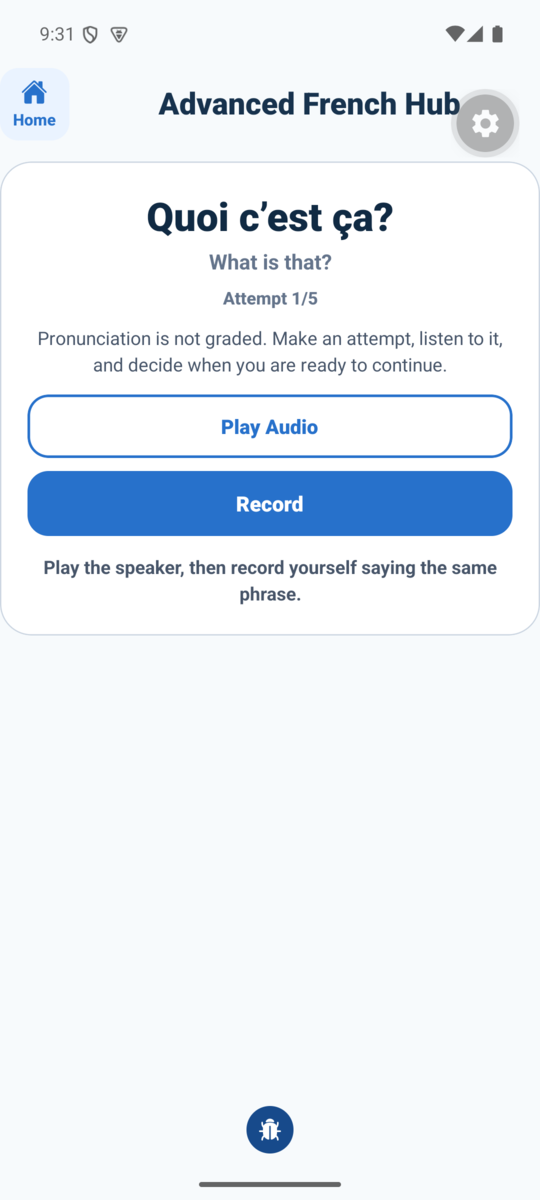 9:31
Home
Advanced French Hub
Quoi c’est ça?
What is that?
Attempt 1/5
Pronunciation is not graded. Make an attempt, listen to it,
and decide when you are ready to continue.
Play Audio
Record
Play the speaker, then record yourself saying the same
phrase.